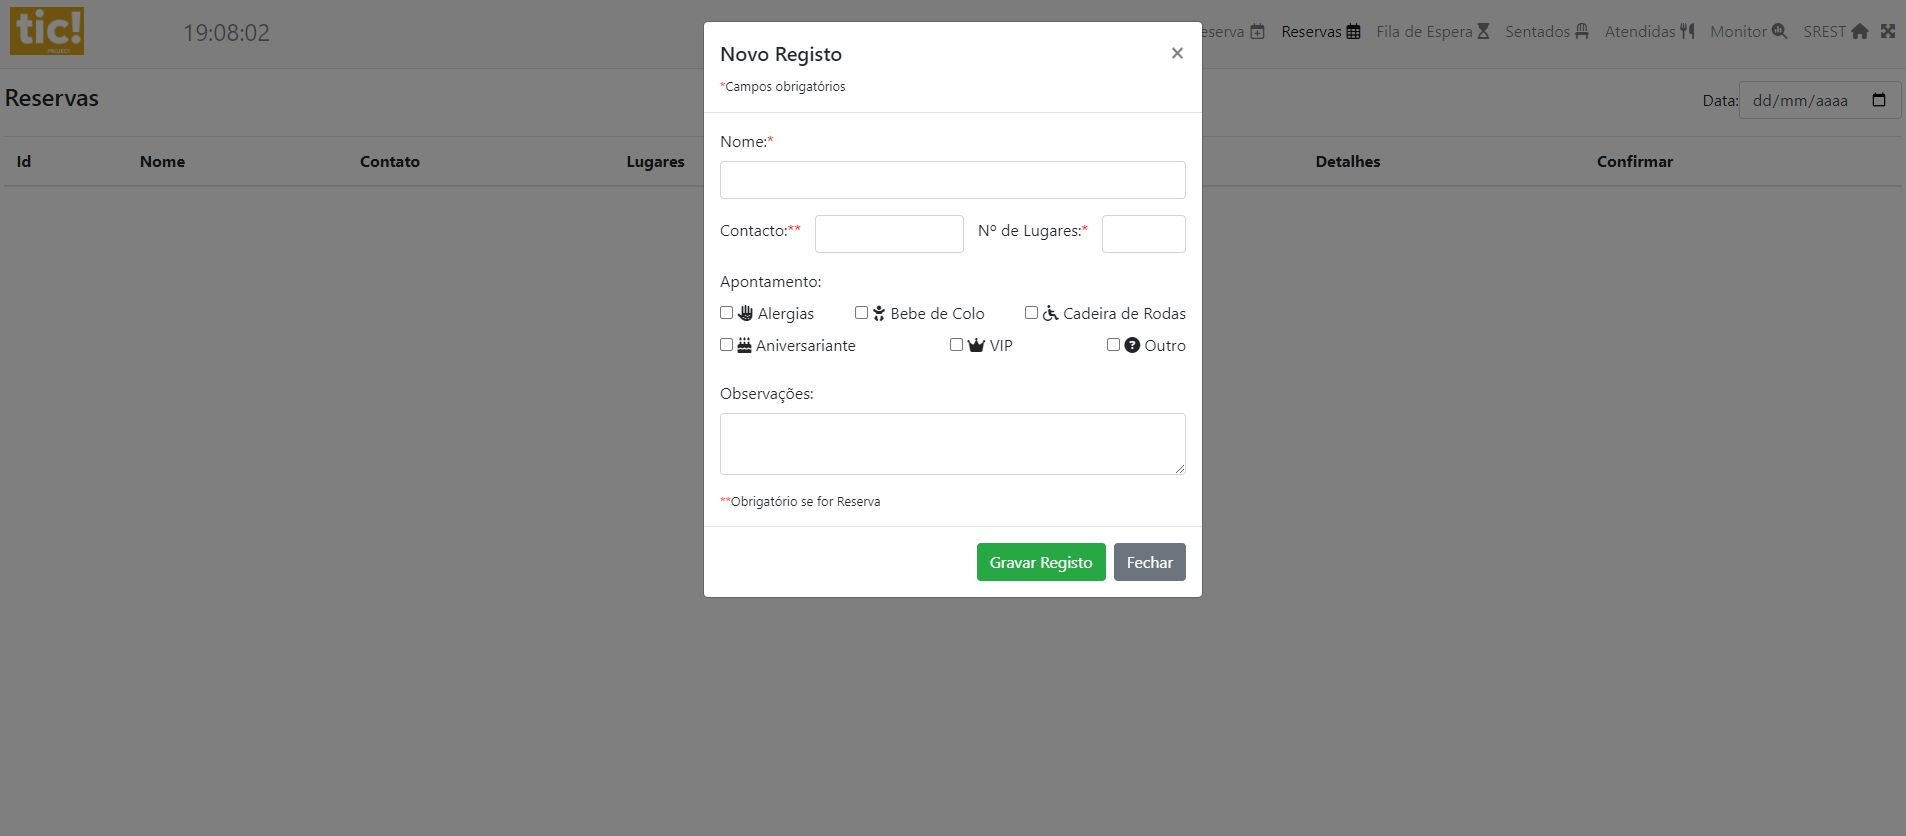 tic!
PROJECT
19:08:02
eserva
Reservas
Fila de Espera
Sentados
Atendidas
Monitor
SREST
Reservas
Data: dd/mm/aaaa
Id Nome Contato Lugares Detalhes Confirmar
Novo Registo ×
*Campos obrigatórios
Nome:*
Contacto:** Nº de Lugares:*
Apontamento:
Alergias Bebe de Colo Cadeira de Rodas
Aniversariante VIP Outro
Observações:
**Obrigatório se for Reserva
Gravar Registo Fechar